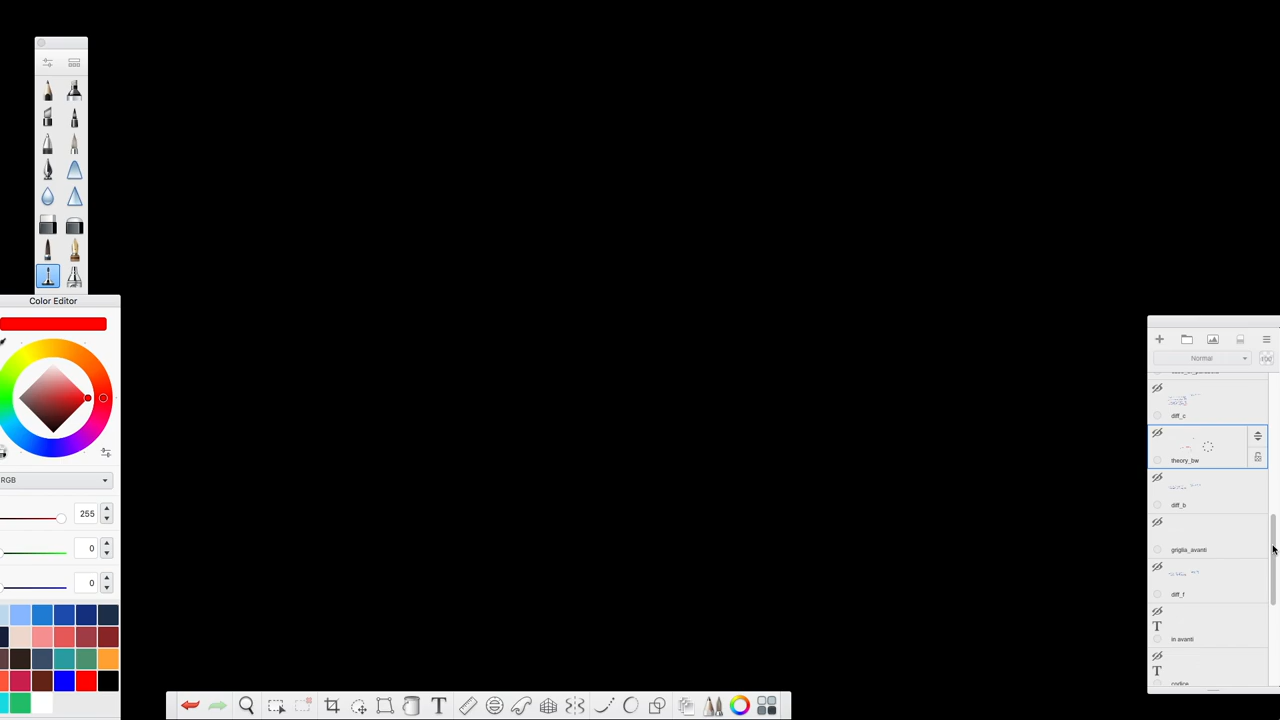 Color Editor
Normal
diff_c
theory_bw
RGB
diff_b
255
0
griglia_avanti
0
diff_f
T
in avanti
T
codice
T